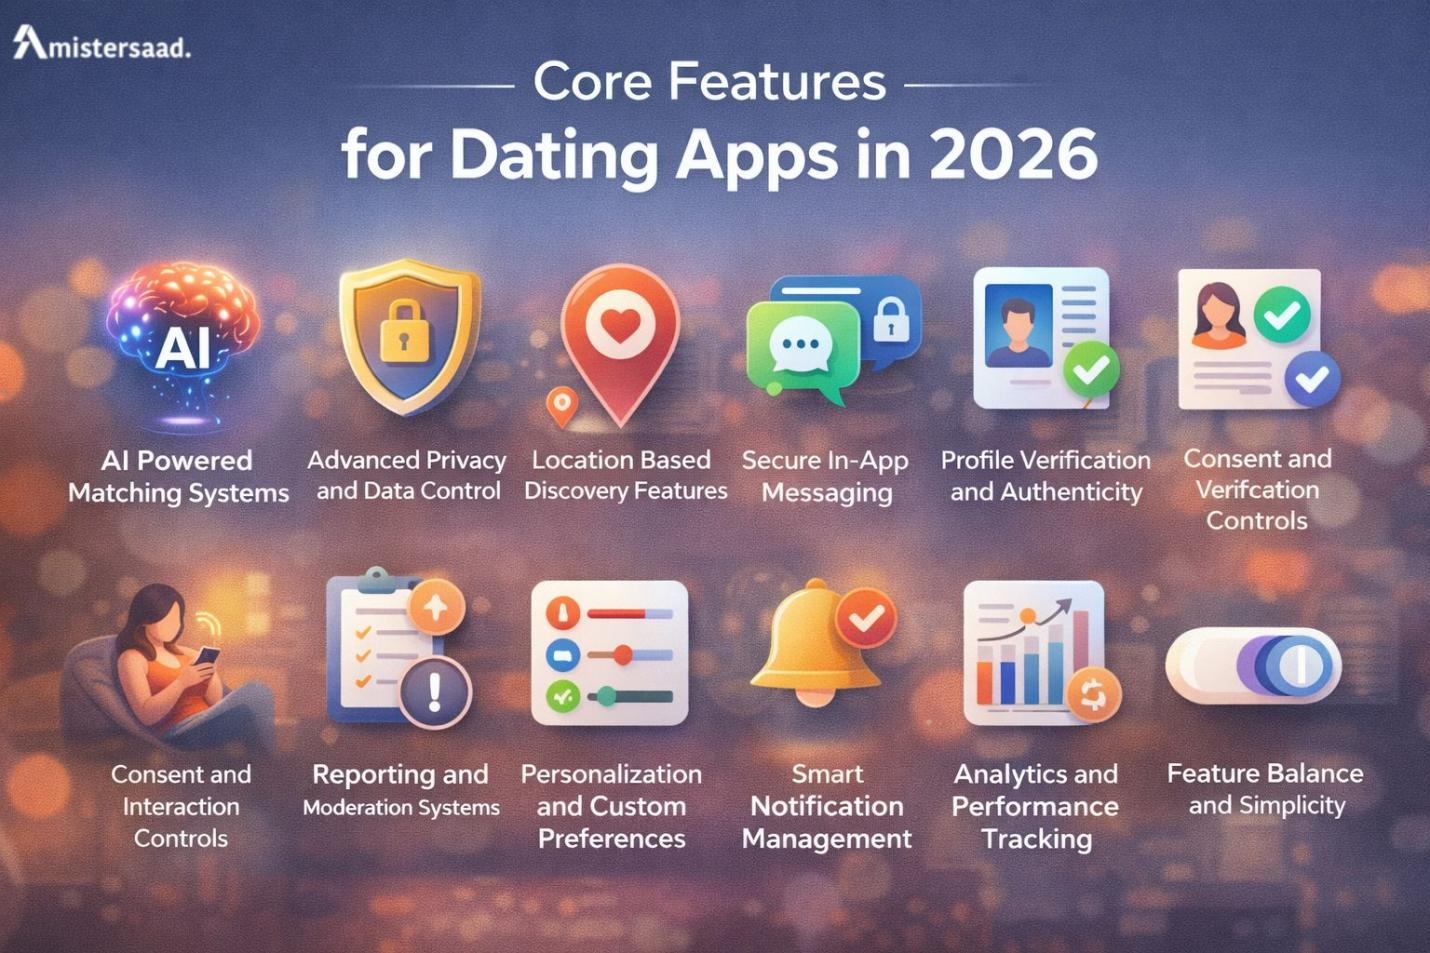 Amistersaad.
Core Features
for Dating Apps in 2026
AI
AI Powered
Matching Systems
Advanced Privacy
and Data Control
Location Based
Discovery Features
Secure In-App
Messaging
Profile Verification
and Authenticity
Consent and
Verifcation
Controls
Consent and
Interaction
Controls
Reporting and
Moderation Systems
Personalization
and Custom
Preferences
Smart
Notification
Management
Analytics and
Performance
Tracking
Feature Balance
and Simplicity